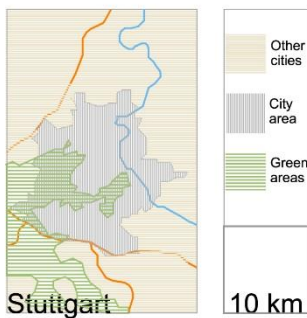 Other
cities
City
area
Green
areas
Stuttgart
10 km